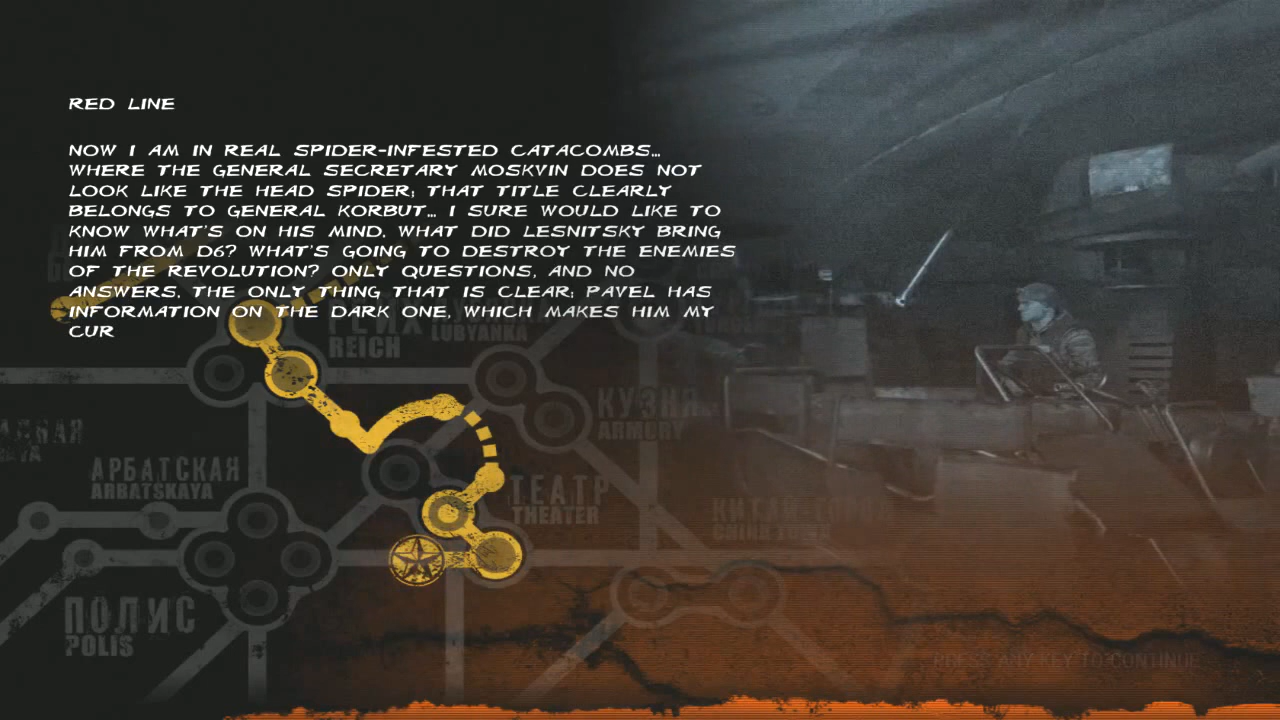 RED LINE
NOW I AM IN REAL SPIDER-INFESTED CATACOMBS...
WHERE THE GENERAL SECRETARY MOSKVIN DOES NOT
LOOK LIKE THE HEAD SPIDER; THAT TITLE CLEARLY
BELONGS TO GENERAL KORBUT... I SURE WOULD LIKE TO
KNOW WHAT'S ON HIS MIND. WHAT DID LESNITSKY BRING
HIM FROM D6? WHAT'S GOING TO DESTROY THE ENEMIES
OF THE REVOLUTION? ONLY QUESTIONS, AND NO
ANSWERS. THE ONLY THING THAT IS CLEAR; PAVEL HAS
INFORMATION ON THE DARK ONE, WHICH MAKES HIM MY
CUR
РЕЙХ
REICH
LUBYANKA
КУЗНЯ
ARMORY
АРБАТСКАЯ
ARBATSKAYA
ТЕАТР
THEATER
КИТАЙ-ГОРОД
CHINA TOWN
ПОЛИС
POLIS
PRESS ANY KEY TO CONTINUE